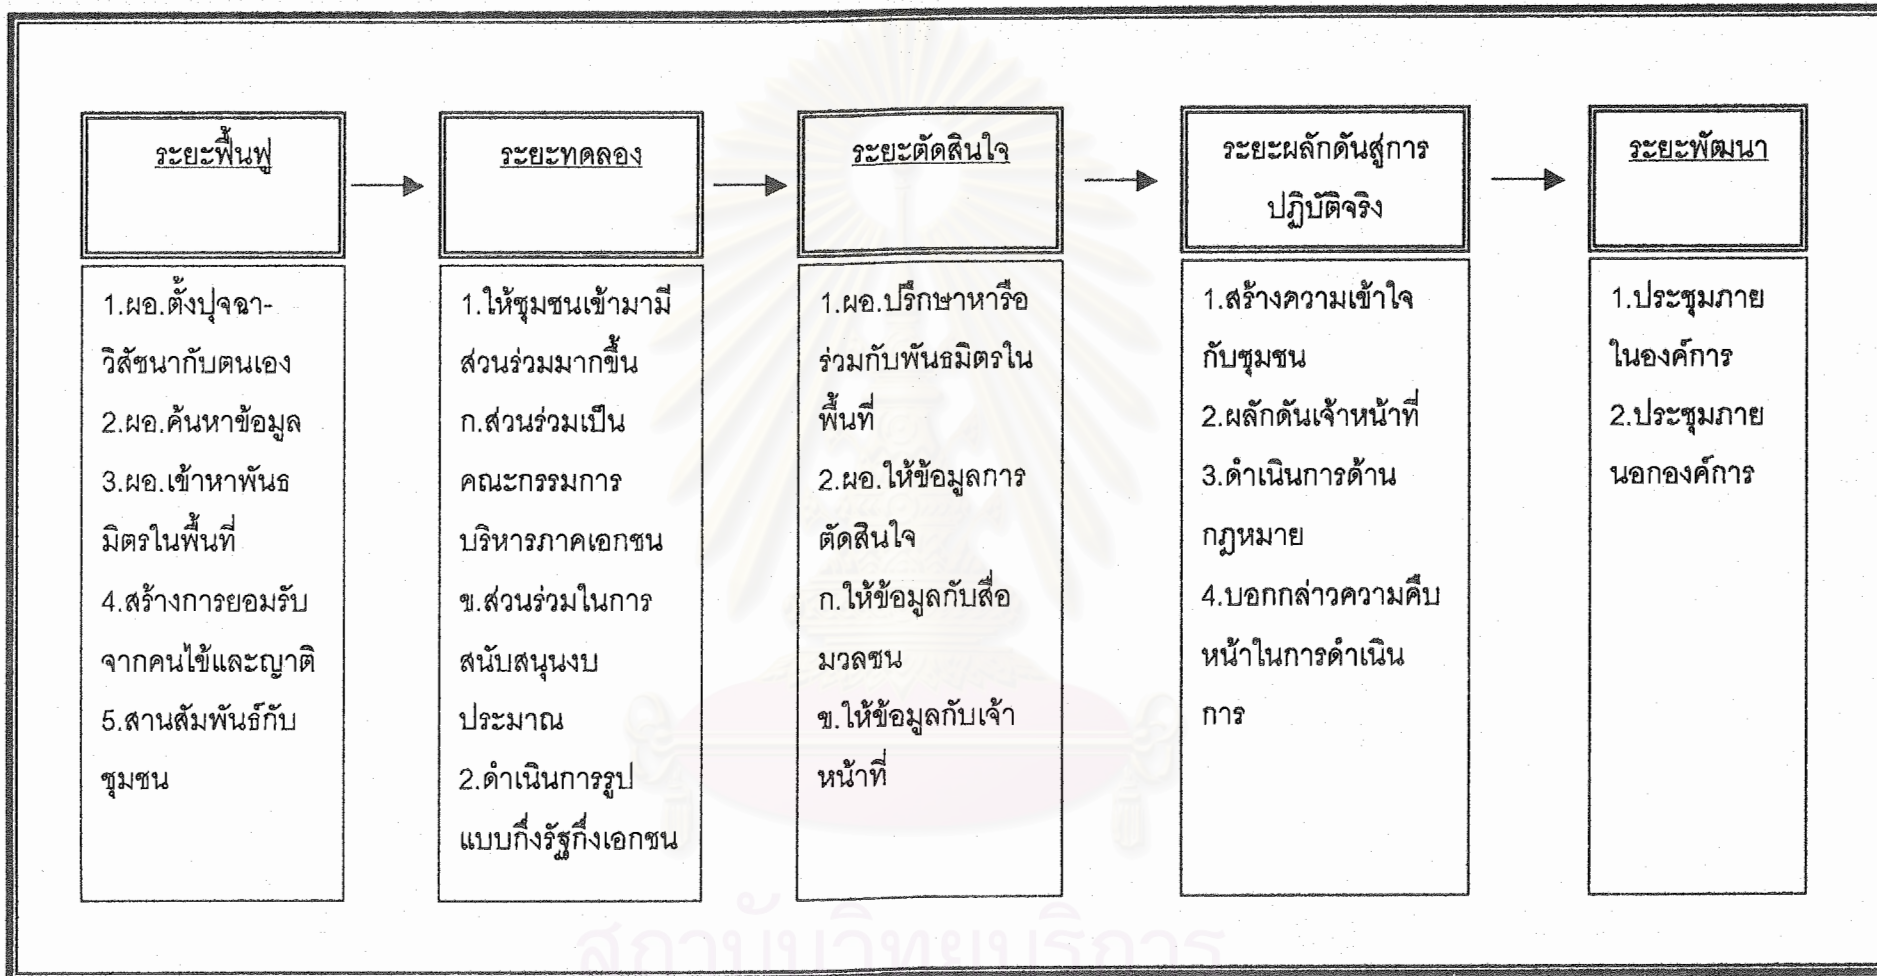 ระยะฟื้นฟู
1.ผอ.ตั้งปุจฉา-
วิสัชนากับตนเอง
2.ผอ.ค้นหาข้อมูล
3.ผอ.เข้าหาพันธ
มิตรในพื้นที่
4.สร้างการยอมรับ
จากคนไข้และญาติ
5.สานสัมพันธ์กับ
ชุมชน
ระยะทดลอง
1.ให้ชุมชนเข้ามามี
ส่วนร่วมมากขึ้น
ก.ส่วนร่วมเป็น
คณะกรรมการ
บริหารภาคเอกชน
ข.ส่วนร่วมในการ
สนับสนุนงบ
ประมาณ
2.ดำเนินการรูป
แบบกึ่งรัฐกึ่งเอกชน
ระยะตัดสินใจ
1.ผอ.ปรึกษาหารือ
ร่วมกับพันธมิตรใน
พื้นที่
2.ผอ.ให้ข้อมูลการ
ตัดสินใจ
ก.ให้ข้อมูลกับสื่อ
มวลชน
ข.ให้ข้อมูลกับเจ้า
หน้าที่
ระยะผลักดันสู่การ
ปฏิบัติจริง
1.สร้างความเข้าใจ
กับชุมชน
2.ผลักดันเจ้าหน้าที่
3.ดำเนินการด้าน
กฎหมาย
4.บอกกล่าวความคืบ
หน้าในการดำเนิน
การ
ระยะพัฒนา
1.ประชุมภาย
ในองค์การ
2.ประชุมภาย
นอกองค์การ
สถาบันวิทยบริการ